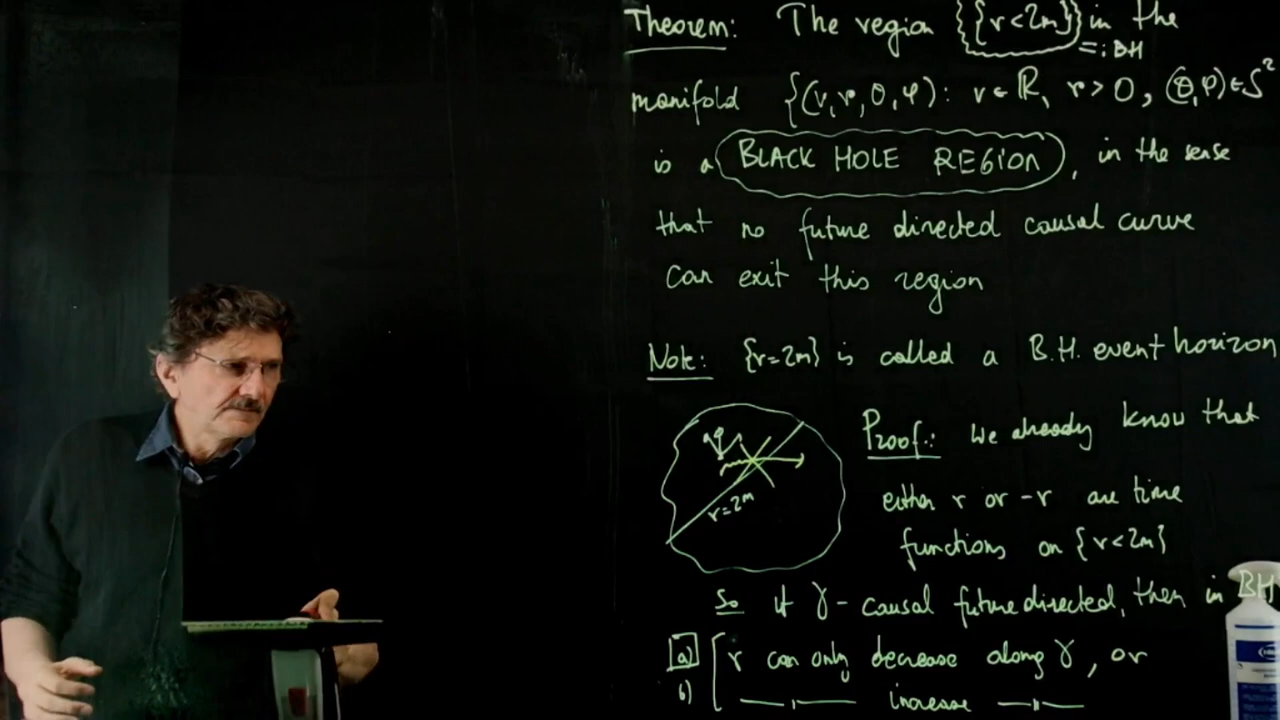 Theorem: The region {r<2m} in the
=: BH
manifold {(v,r,θ,φ): v∈ℝ, r>0, (θ,φ)∈S²
is a BLACK HOLE REGION, in the sense
that no future directed causal curve
can exit this region
Note: {r=2m} is called a B.H. event horizon
r=2m
Proof: We already know that
either r or -r are time
functions on {r<2m}
So if γ - causal future directed, then in BH
a) r can only decrease along γ, or
b) —"— increase —"—